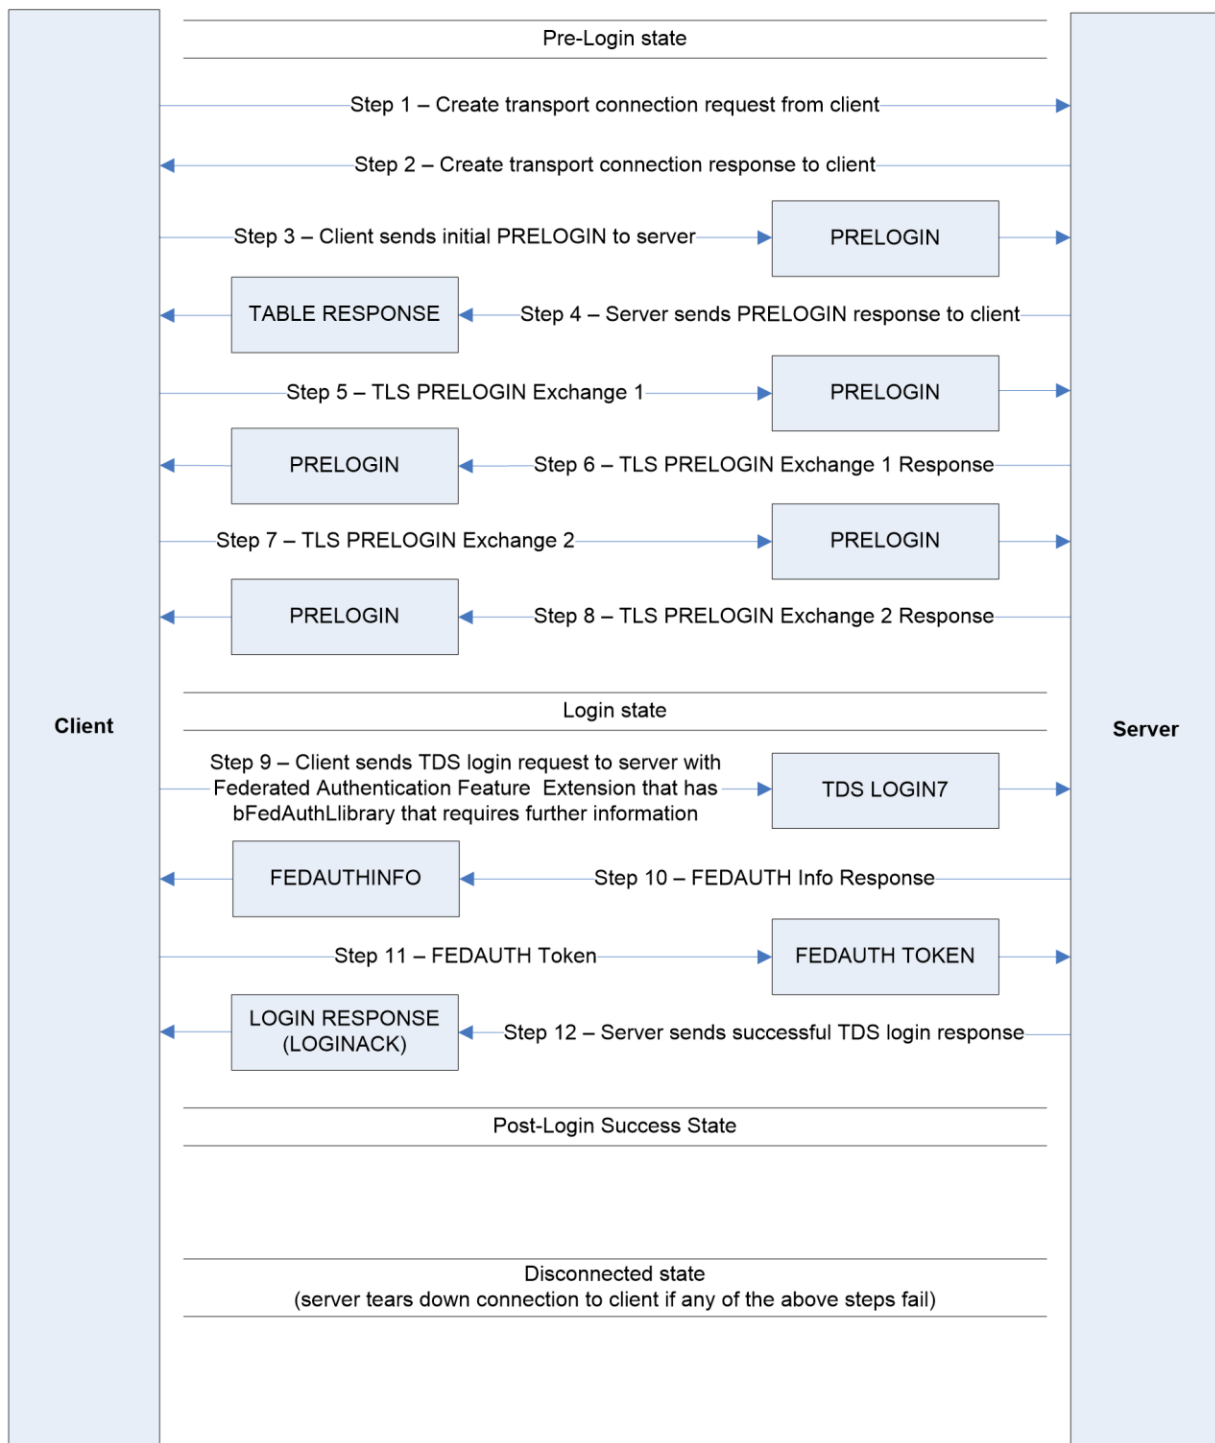 Pre-Login state
Step 1 – Create transport connection request from client
Step 2 – Create transport connection response to client
Step 3 – Client sends initial PRELOGIN to server
PRELOGIN
TABLE RESPONSE
Step 4 – Server sends PRELOGIN response to client
Step 5 – TLS PRELOGIN Exchange 1
PRELOGIN
PRELOGIN
Step 6 – TLS PRELOGIN Exchange 1 Response
Step 7 – TLS PRELOGIN Exchange 2
PRELOGIN
PRELOGIN
Step 8 – TLS PRELOGIN Exchange 2 Response
Login state
Client
Server
Step 9 – Client sends TDS login request to server with
Federated Authentication Feature  Extension that has
bFedAuthLlibrary that requires further information
TDS LOGIN7
FEDAUTHINFO
Step 10 – FEDAUTH Info Response
Step 11 – FEDAUTH Token
FEDAUTH TOKEN
LOGIN RESPONSE
(LOGINACK)
Step 12 – Server sends successful TDS login response
Post-Login Success State
Disconnected state
(server tears down connection to client if any of the above steps fail)